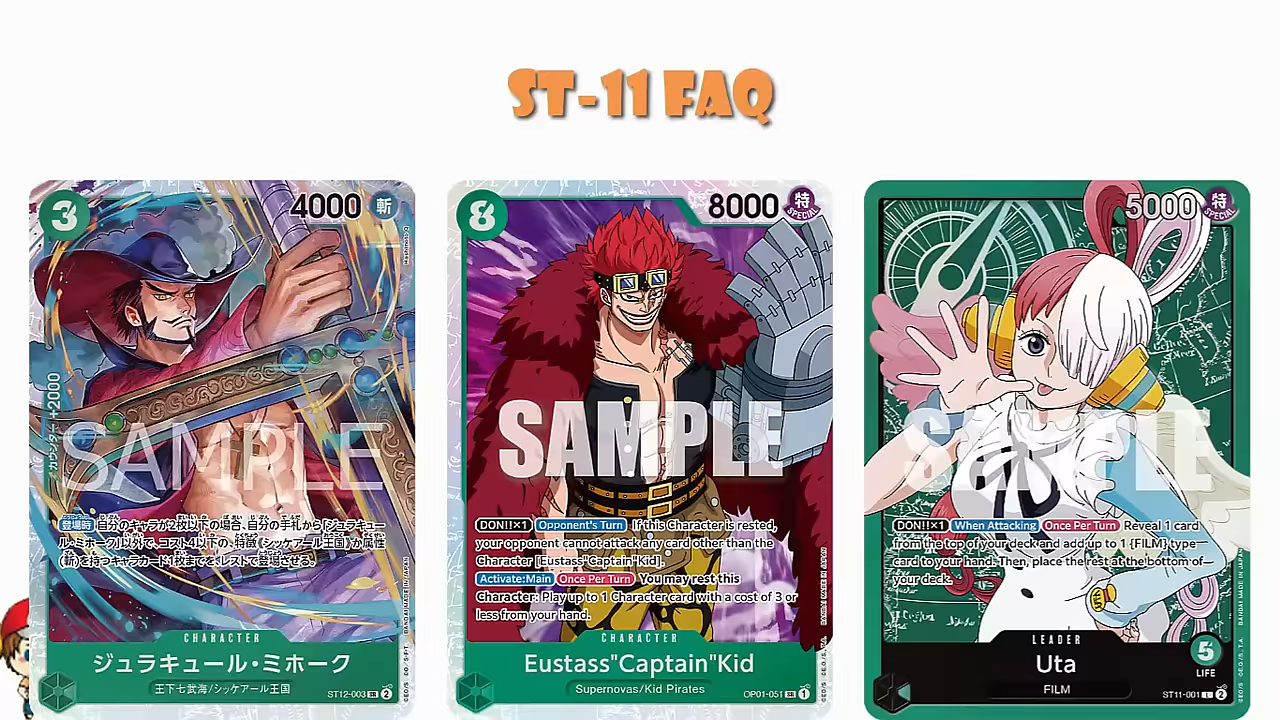 ST-11 FAQ
3
4000
斬
カウンター+2000
SAMPLE
登場時 自分のキャラが2枚以下の場合、自分の手札から「ジュラキュー
ル・ミホーク」以外で、コスト4以下の、特徴《シッケアール王国》か属性
(斬)を持つキャラカード1枚までを、レストで登場させる。
CHARACTER
ジュラキュール・ミホーク
王下七武海/シッケアール王国
ST12-003 SR 2
8
8000
特
SPECIAL
SAMPLE
DON!!×1 Opponent's Turn If this Character is rested,
your opponent cannot attack any card other than the
Character [Eustass"Captain"Kid].
Activate:Main Once Per Turn You may rest this
Character: Play up to 1 Character card with a cost of 3 or
less from your hand.
CHARACTER
Eustass"Captain"Kid
Supernovas/Kid Pirates
OP01-051 SR 1
5000
特
SPECIAL
SAMPLE
DON!!×1 When Attacking Once Per Turn Reveal 1 card
from the top of your deck and add up to 1 {FILM} type
card to your hand. Then, place the rest at the bottom of
your deck.
LEADER
Uta
FILM
5
LIFE
ST11-001 L 2